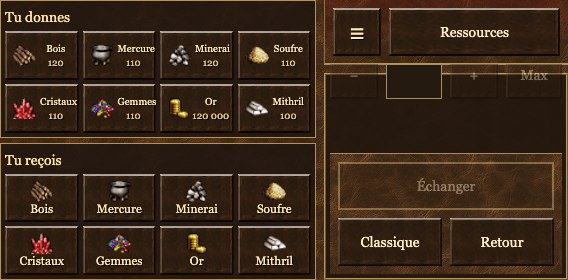 Tu donnes
Bois 120
Mercure 110
Minerai 120
Soufre 110
Cristaux 110
Gemmes 110
Or 120 000
Mithril 100
Tu reçois
Bois
Mercure
Minerai
Soufre
Cristaux
Gemmes
Or
Mithril
≡
Ressources
− + Max
Échanger
Classique
Retour